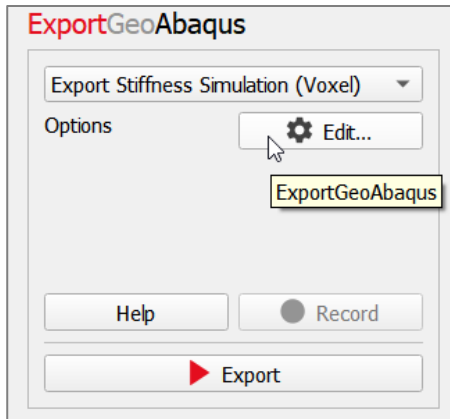 ExportGeoAbaqus
Export Stiffness Simulation (Voxel)
Options
Edit...
ExportGeoAbaqus
Help
Record
Export